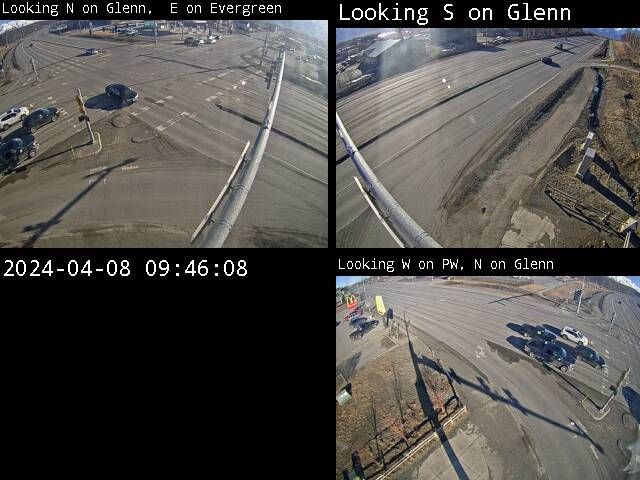 Looking N on Glenn,  E on Evergreen
Looking S on Glenn
2024-04-08 09:46:08
Looking W on PW, N on Glenn